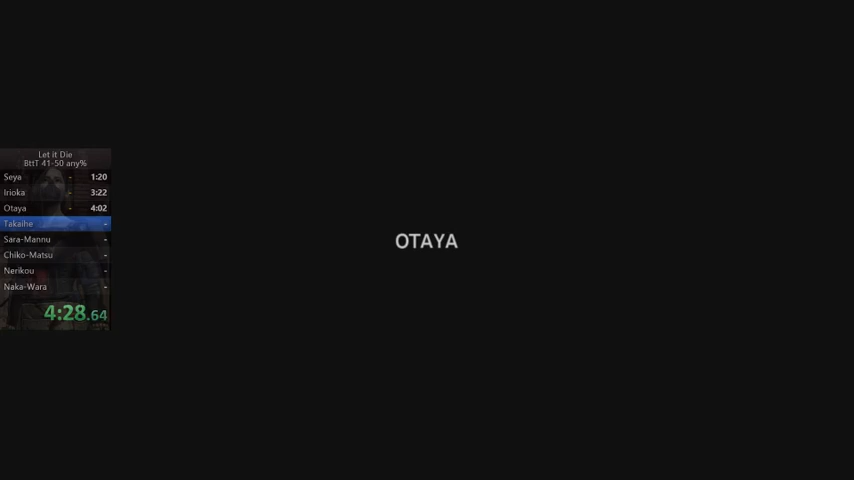 Let it Die
BttT 41-50 any%
Seya - 1:20
Irioka - 3:22
Otaya - 4:02
Takaihe -
Sara-Mannu -
Chiko-Matsu -
Nerikou -
Naka-Wara -
4:28.64
OTAYA